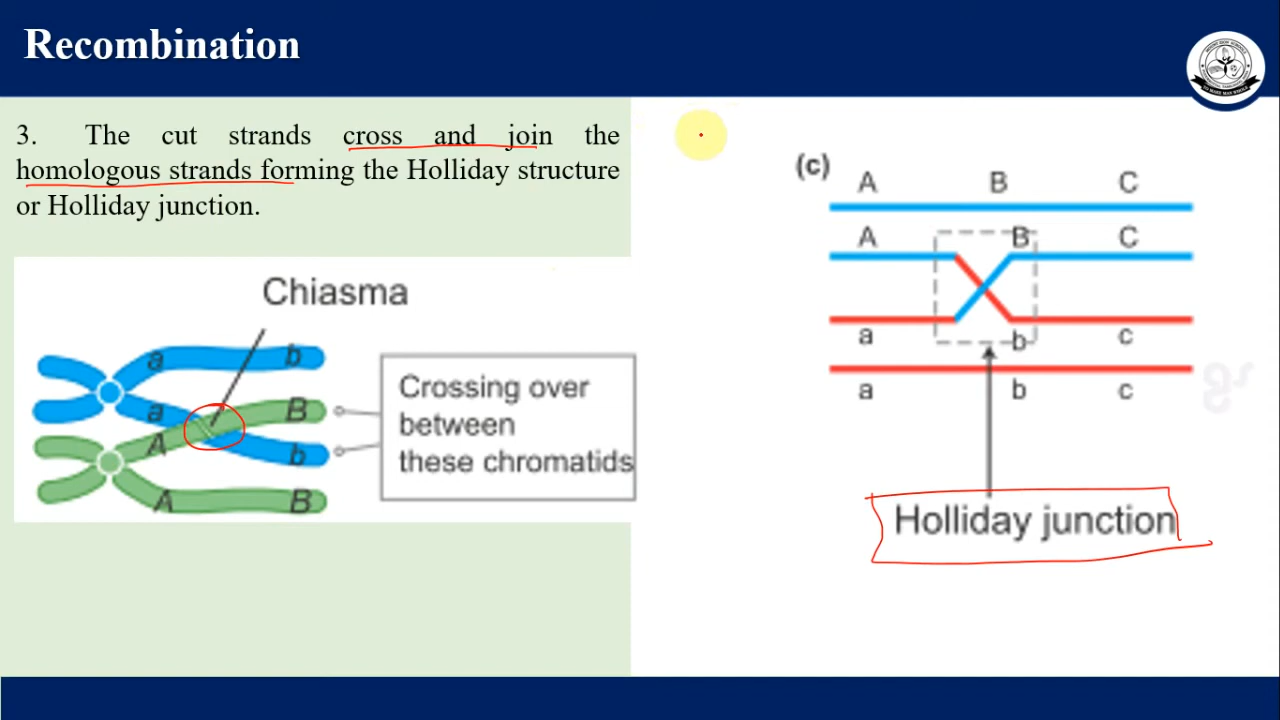 Recombination
3. The cut strands cross and join the
homologous strands forming the Holliday structure
or Holliday junction.
Chiasma
a b
a B
A b
A B
Crossing over
between
these chromatids
(c)
A B C
A B C
a b c
a b c
Holliday junction